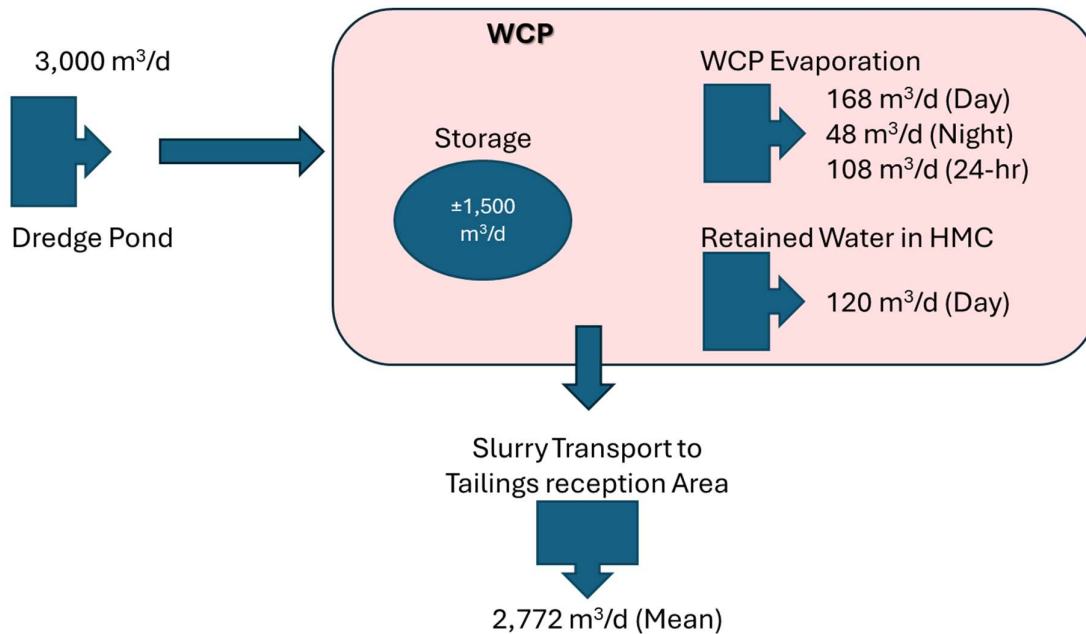 WCP
3,000 m³/d
Dredge Pond
Storage
±1,500
m³/d
WCP Evaporation
168 m³/d (Day)
48 m³/d (Night)
108 m³/d (24-hr)
Retained Water in HMC
120 m³/d (Day)
Slurry Transport to
Tailings reception Area
2,772 m³/d (Mean)